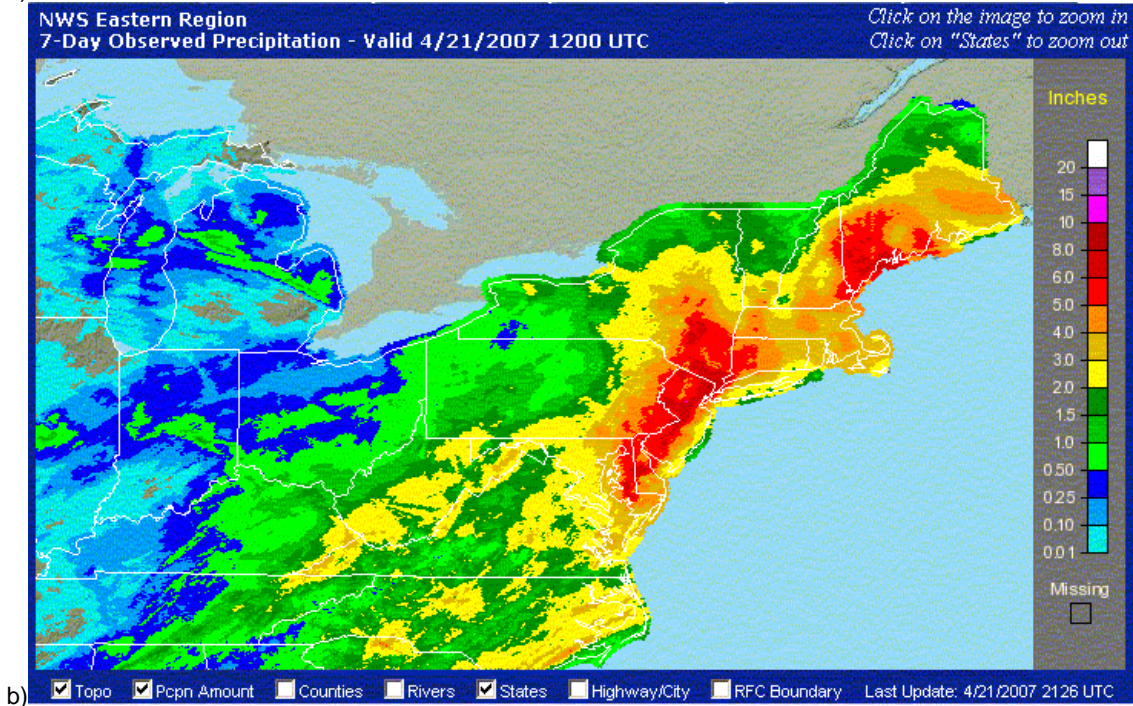 NWS Eastern Region
7-Day Observed Precipitation - Valid 4/21/2007 1200 UTC
Click on the image to zoom in
Click on "States" to zoom out
Inches
20
15
10
8.0
6.0
5.0
4.0
3.0
2.0
1.5
1.0
0.50
0.25
0.10
0.01
Missing
b)
Topo Pcpn Amount Counties Rivers States Highway/City RFC Boundary Last Update: 4/21/2007 2126 UTC